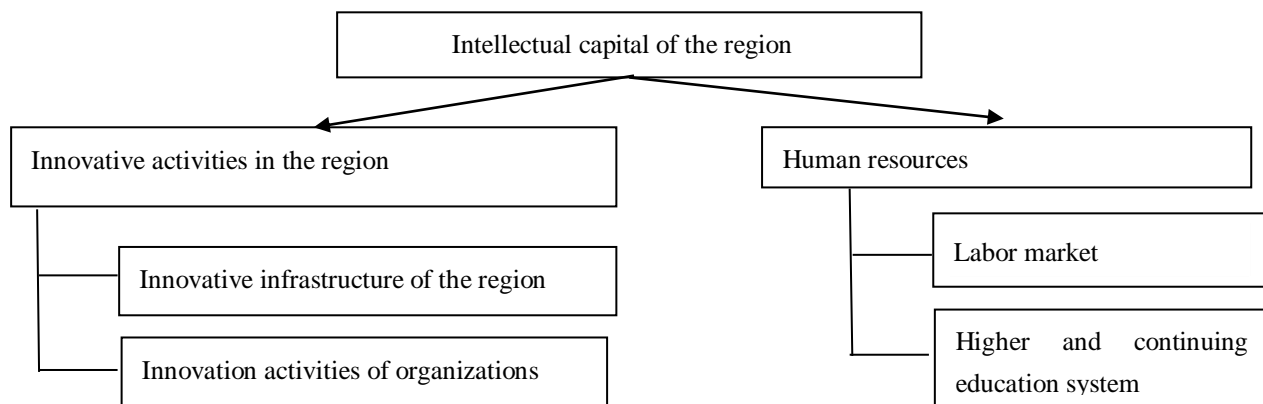 Intellectual capital of the region
Innovative activities in the region
Human resources
Innovative infrastructure of the region
Labor market
Innovation activities of organizations
Higher and continuing
education system